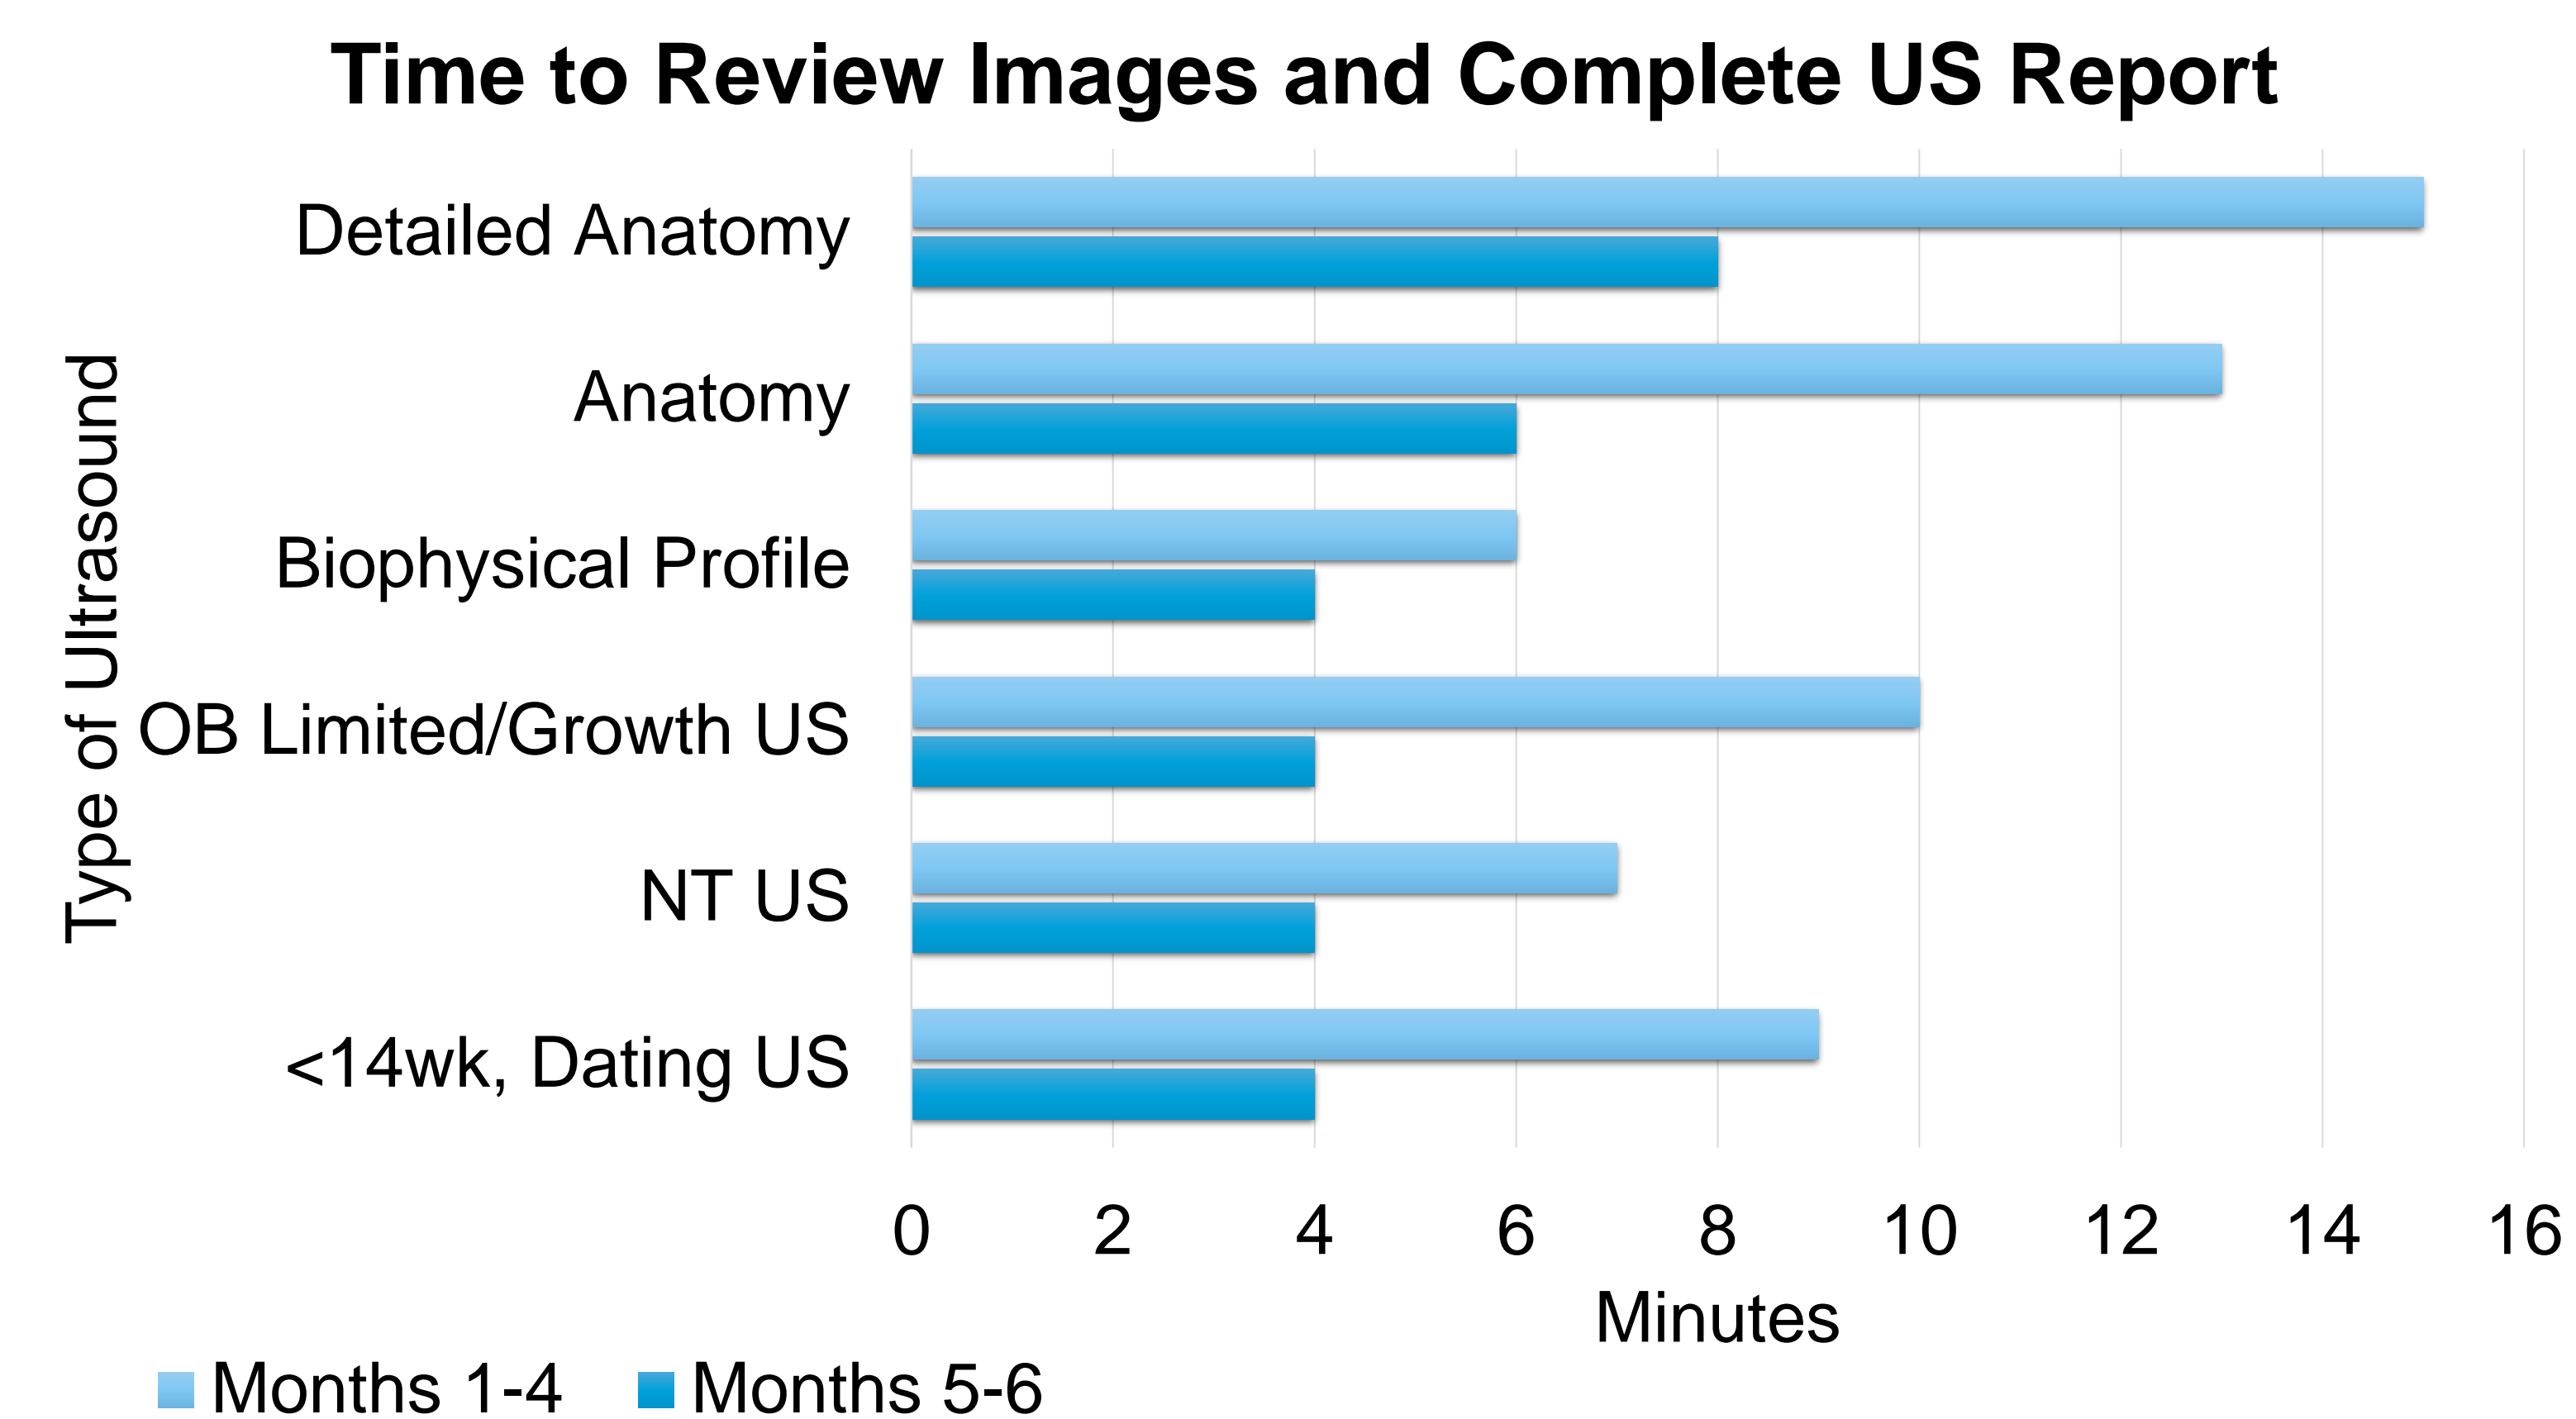 Time to Review Images and Complete US Report
Type of Ultrasound
Detailed Anatomy
Anatomy
Biophysical Profile
OB Limited/Growth US
NT US
<14wk, Dating US
0 2 4 6 8 10 12 14 16
Minutes
Months 1-4 Months 5-6